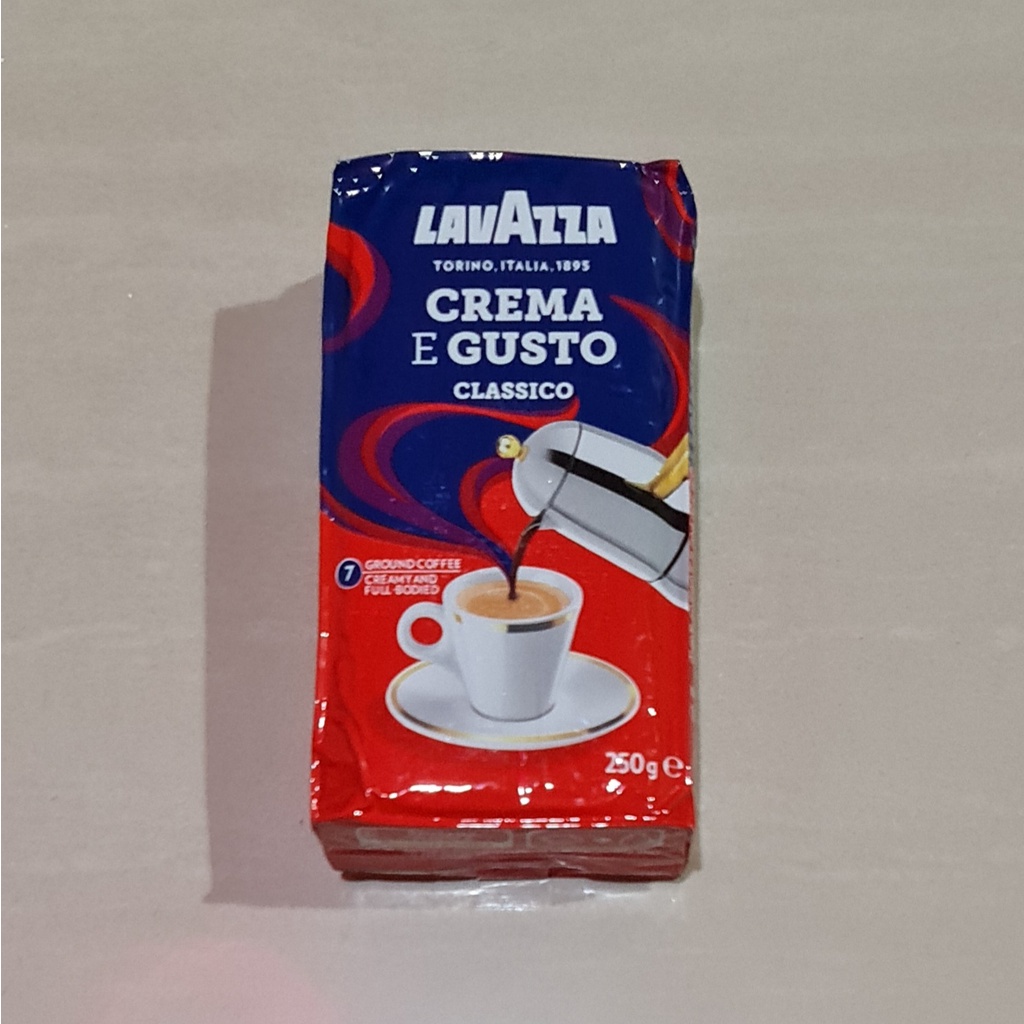 LAVAZZA
TORINO, ITALIA, 1895
CREMA
E GUSTO
CLASSICO
7
GROUND COFFEE
CREAMY AND
FULL-BODIED
250g e